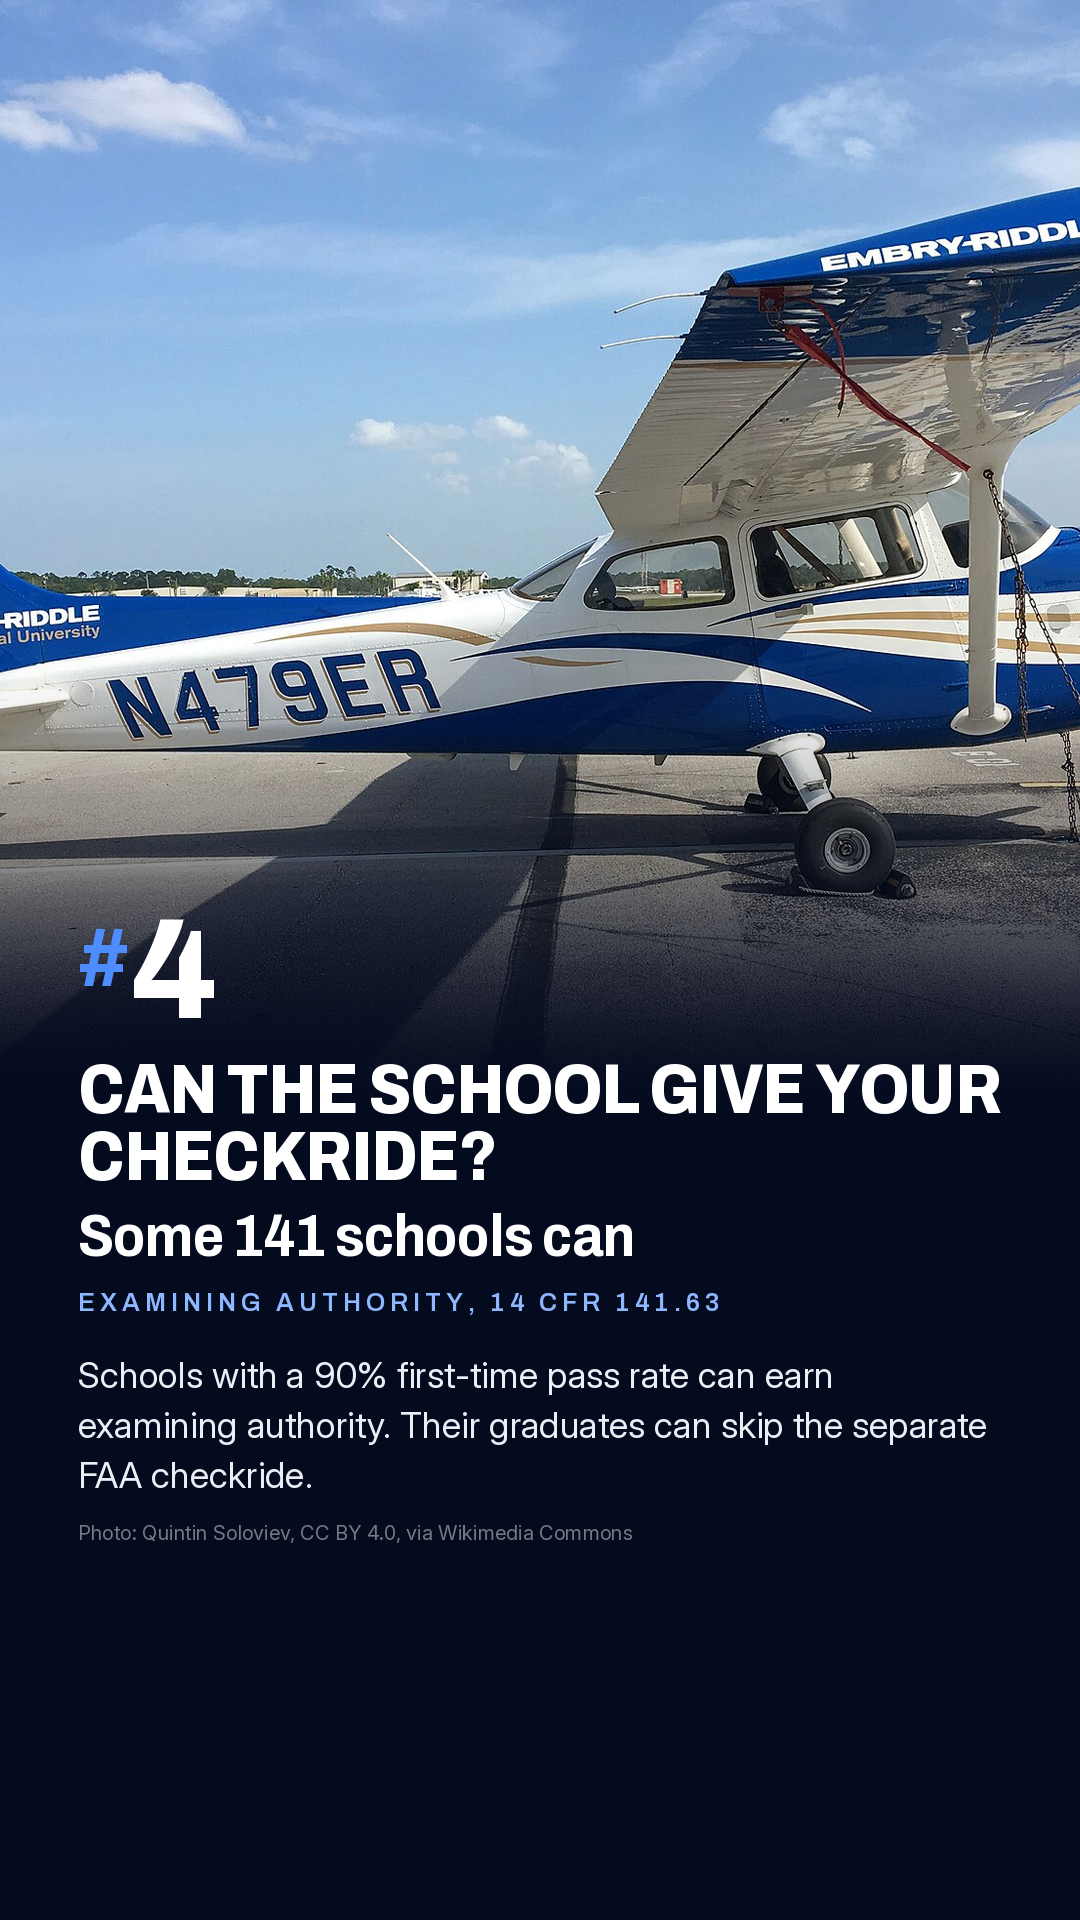 EMBRY-RIDDL
-RIDDLE
al University
N479ER
#4
CAN THE SCHOOL GIVE YOUR
CHECKRIDE?
Some 141 schools can
EXAMINING AUTHORITY, 14 CFR 141.63
Schools with a 90% first-time pass rate can earn
examining authority. Their graduates can skip the separate
FAA checkride.
Photo: Quintin Soloviev, CC BY 4.0, via Wikimedia Commons